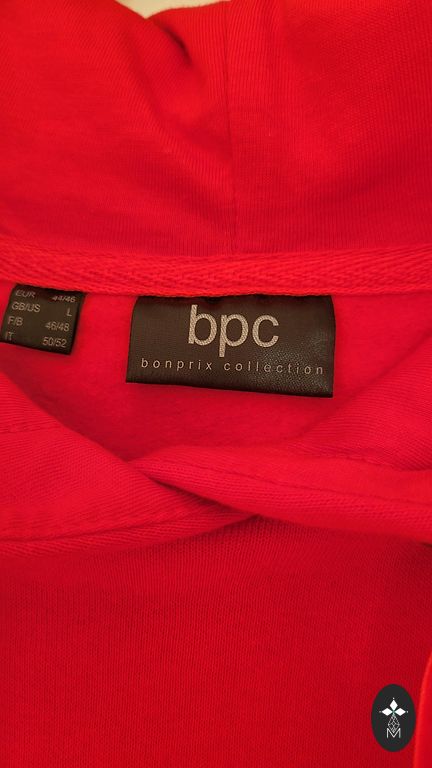 EUR 44/46
GB/US L
F/B 46/48
IT 50/52
bpc
bonprix collection
M